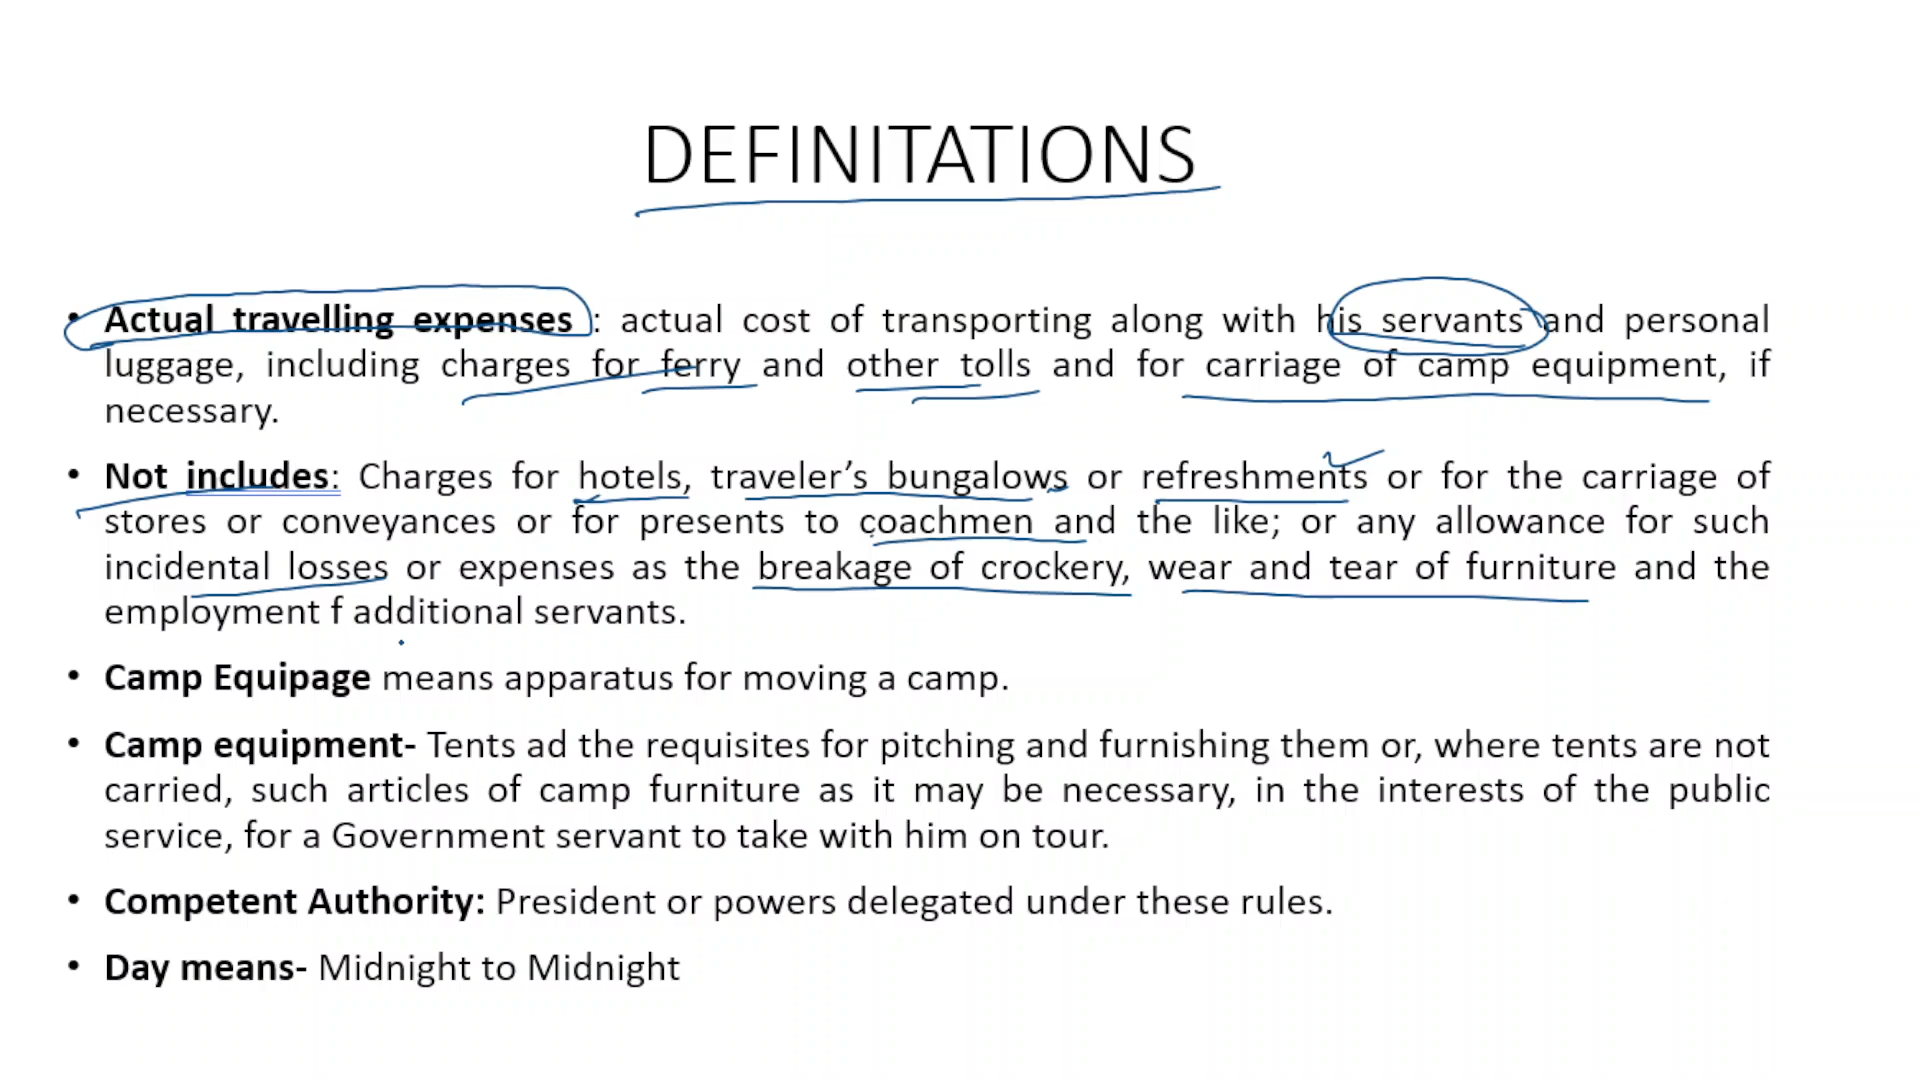 DEFINITATIONS
• Actual travelling expenses : actual cost of transporting along with his servants and personal
luggage, including charges for ferry and other tolls and for carriage of camp equipment, if
necessary.
• Not includes: Charges for hotels, traveler’s bungalows or refreshments or for the carriage of
stores or conveyances or for presents to coachmen and the like; or any allowance for such
incidental losses or expenses as the breakage of crockery, wear and tear of furniture and the
employment f additional servants.
• Camp Equipage means apparatus for moving a camp.
• Camp equipment- Tents ad the requisites for pitching and furnishing them or, where tents are not
carried, such articles of camp furniture as it may be necessary, in the interests of the public
service, for a Government servant to take with him on tour.
• Competent Authority: President or powers delegated under these rules.
• Day means- Midnight to Midnight